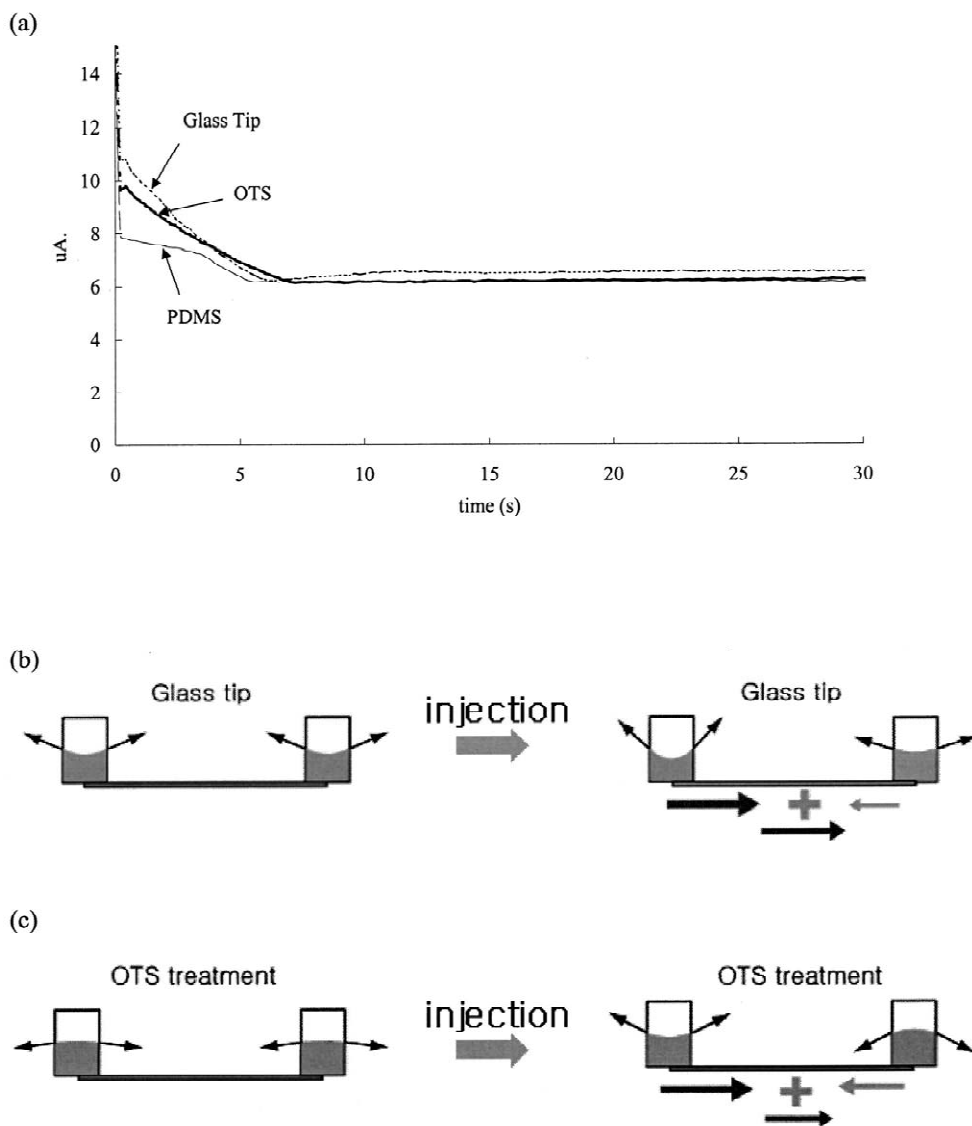 (a)
14
12
10
8
6
4
2
0
uA.
Glass Tip
OTS
PDMS
0 5 10 15 20 25 30
time (s)
(b)
Glass tip
injection
Glass tip
(c)
OTS treatment
injection
OTS treatment